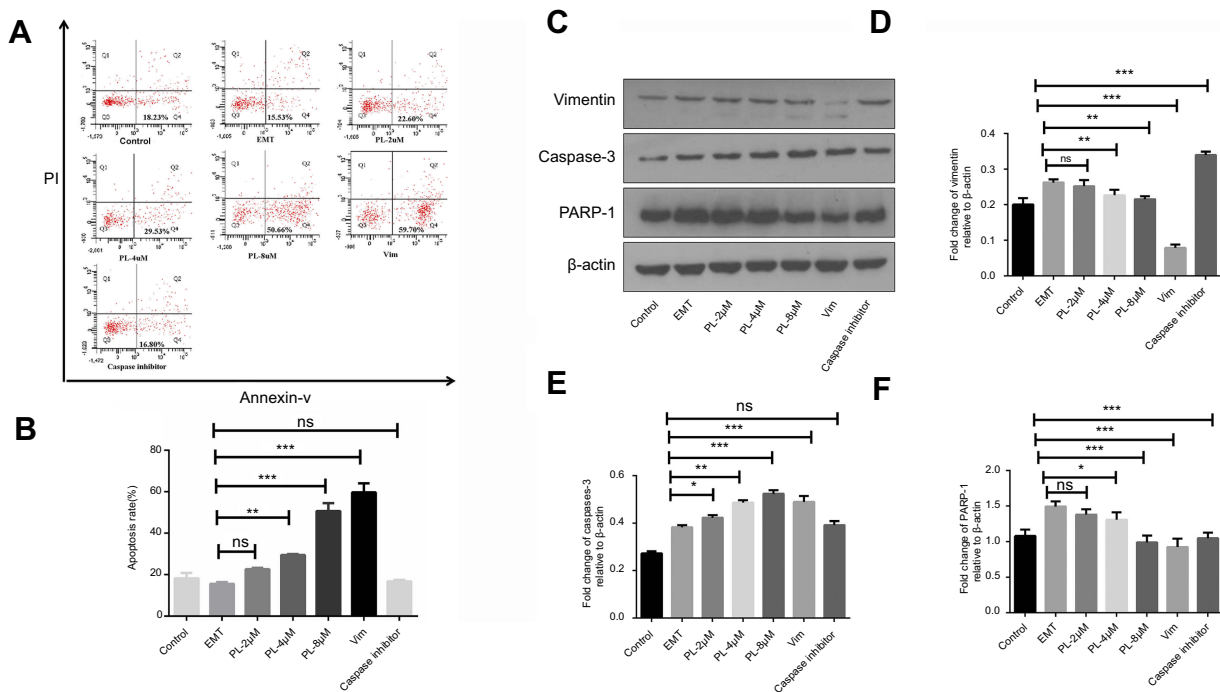 A
PI
Q1 Q2
Q3 Q4
18.23%
Control
Q1 Q2
Q3 Q4
15.53%
EMT
Q1 Q2
Q3 Q4
22.60%
PL-2uM
Q1 Q2
Q3 Q4
29.53%
PL-4uM
Q1 Q2
Q3 Q4
50.66%
PL-8uM
Q1 Q2
Q3 Q4
59.70%
Vim
Q1 Q2
Q3 Q4
16.80%
Caspase inhibitor
Annexin-v
B
Apoptosis rate(%)
80
60
40
20
0
ns
***
***
**
ns
Control
EMT
PL-2μM
PL-4μM
PL-8μM
Vim
Caspase inhibitor
C
Vimentin
Caspase-3
PARP-1
β-actin
Control
EMT
PL-2μM
PL-4μM
PL-8μM
Vim
Caspase inhibitor
D
Fold change of vimentin
relative to β-actin
0.4
0.3
0.2
0.1
0.0
***
***
**
**
ns
Control
EMT
PL-2μM
PL-4μM
PL-8μM
Vim
Caspase inhibitor
E
Fold change of caspases-3
relative to β-actin
0.6
0.4
0.2
0.0
ns
***
***
**
*
Control
EMT
PL-2μM
PL-4μM
PL-8μM
Vim
Caspase inhibitor
F
Fold change of PARP-1
relative to β-actin
2.0
1.5
1.0
0.5
0.0
***
***
***
*
ns
Control
EMT
PL-2μM
PL-4μM
PL-8μM
Vim
Caspase inhibitor